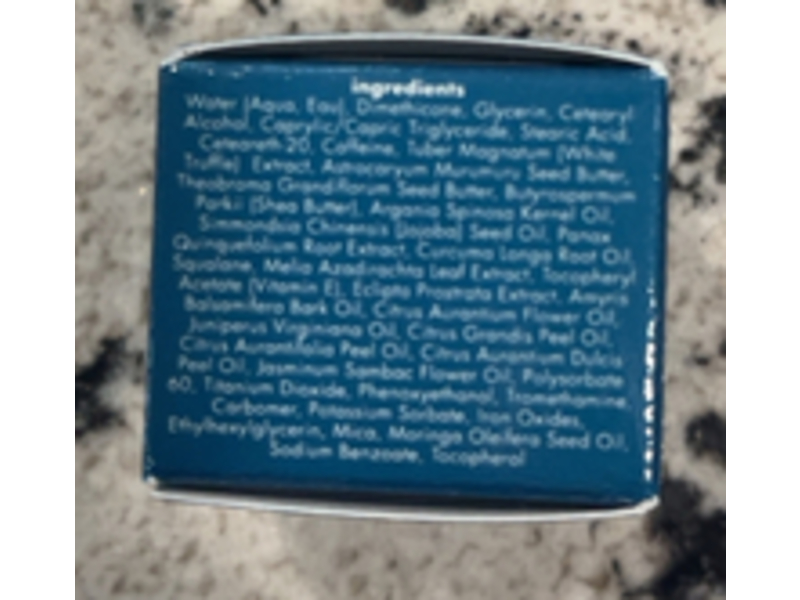 ingredients
Water (Aqua, Eau), Dimethicone, Glycerin, Cetearyl
Alcohol, Caprylic/Capric Triglyceride, Stearic Acid,
Ceteareth 20, Caffeine, Tuber Magnatum (White
Truffle) Extract, Astrocaryum Murumuru Seed Butter,
Theobroma Grandiflorum Seed Butter, Butyrospermum
Parkii (Shea Butter), Argania Spinosa Kernel Oil,
Simmondsia Chinensis (Jojoba) Seed Oil, Panax
Quinquefolium Root Extract, Curcuma Longa Root Oil,
Squalane, Melia Azadirachta Leaf Extract, Tocopheryl
Acetate (Vitamin E), Eclipta Prostrata Extract, Amyris
Balsamifera Bark Oil, Citrus Aurantium Flower Oil,
Juniperus Virginiana Oil, Citrus Grandis Peel Oil,
Citrus Aurantifolia Peel Oil, Citrus Aurantium Dulcis
Peel Oil, Jasminum Sambac Flower Oil, Polysorbate
60, Titanium Dioxide, Phenoxyethanol, Tromethamine,
Carbomer, Potassium Sorbate, Iron Oxides,
Ethylhexylglycerin, Mica, Moringa Oleifera Seed Oil,
Sodium Benzoate, Tocopherol